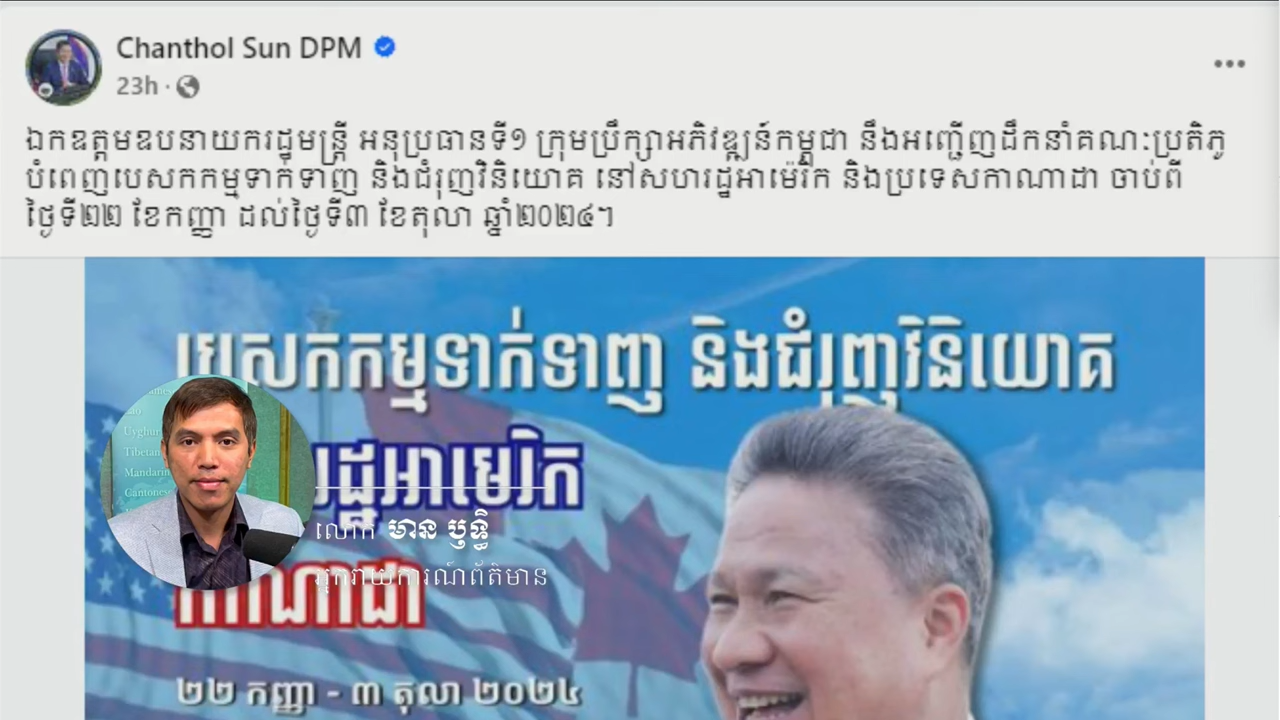 Chanthol Sun DPM
23h ·
ឯកឧត្តមឧបនាយករដ្ឋមន្ត្រី អនុប្រធានទី១ ក្រុមប្រឹក្សាអភិវឌ្ឍន៍កម្ពុជា នឹងអញ្ជើញដឹកនាំគណៈប្រតិភូ
បំពេញបេសកកម្មទាក់ទាញ និងជំរុញវិនិយោគ នៅសហរដ្ឋអាម៉េរិក និងប្រទេសកាណាដា ចាប់ពី
ថ្ងៃទី២២ ខែកញ្ញា ដល់ថ្ងៃទី៣ ខែតុលា ឆ្នាំ២០២៤។
បេសកកម្មទាក់ទាញ និងជំរុញវិនិយោគ
រដ្ឋអាមេរិក
Uyghur
Tibetan
Mandarin
Cantonese
លោក មាន ឫទ្ធិ
អ្នករាយការណ៍ព័ត៌មាន
កាណាដា
២២ កញ្ញា - ៣ តុលា ២០២៤